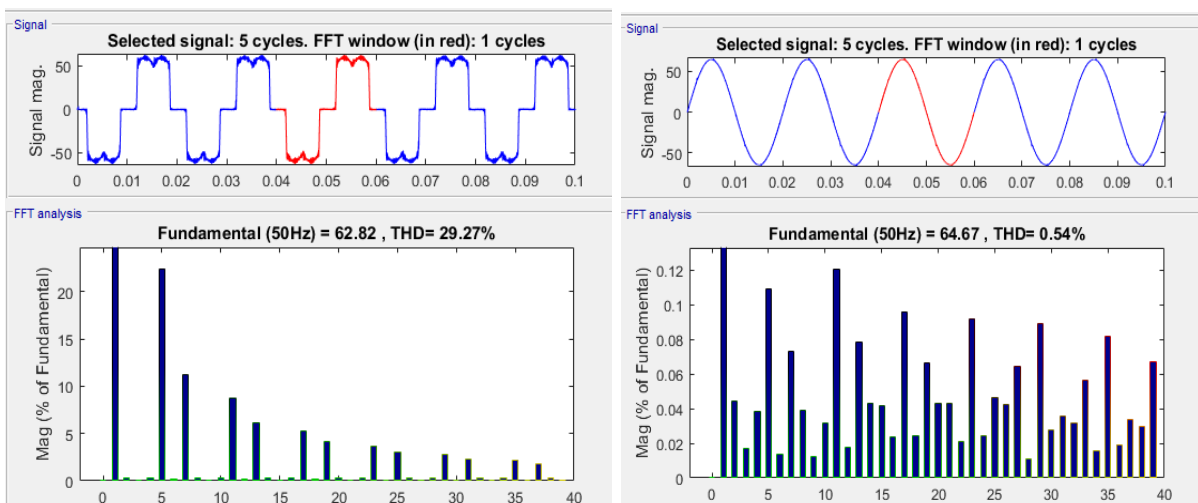 Signal
Selected signal: 5 cycles. FFT window (in red): 1 cycles
Signal mag.
50
0
-50
0 0.01 0.02 0.03 0.04 0.05 0.06 0.07 0.08 0.09 0.1
FFT analysis
Fundamental (50Hz) = 62.82 , THD= 29.27%
Mag (% of Fundamental)
20
15
10
5
0
0 5 10 15 20 25 30 35 40
Signal
Selected signal: 5 cycles. FFT window (in red): 1 cycles
Signal mag.
50
0
-50
0 0.01 0.02 0.03 0.04 0.05 0.06 0.07 0.08 0.09 0.1
FFT analysis
Fundamental (50Hz) = 64.67 , THD= 0.54%
Mag (% of Fundamental)
0.12
0.1
0.08
0.06
0.04
0.02
0
0 5 10 15 20 25 30 35 40